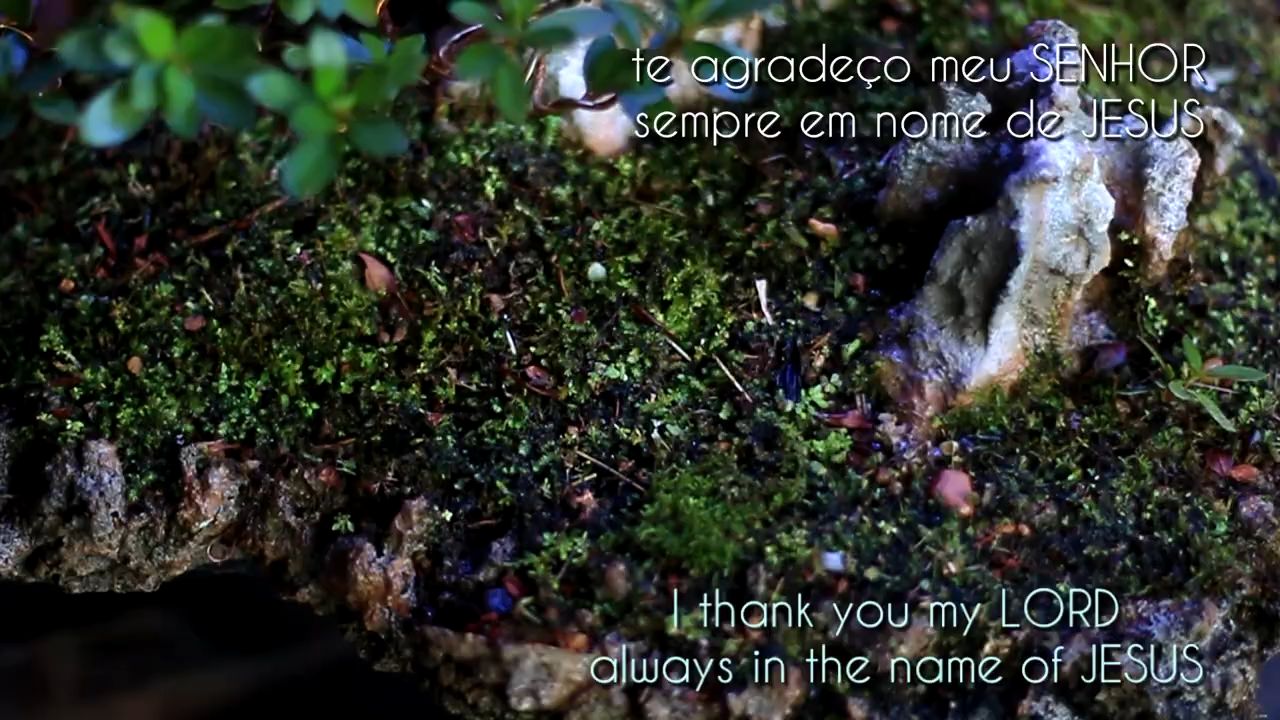 te agradeço meu SENHOR
sempre em nome de JESUS
I thank you my LORD
always in the name of JESUS